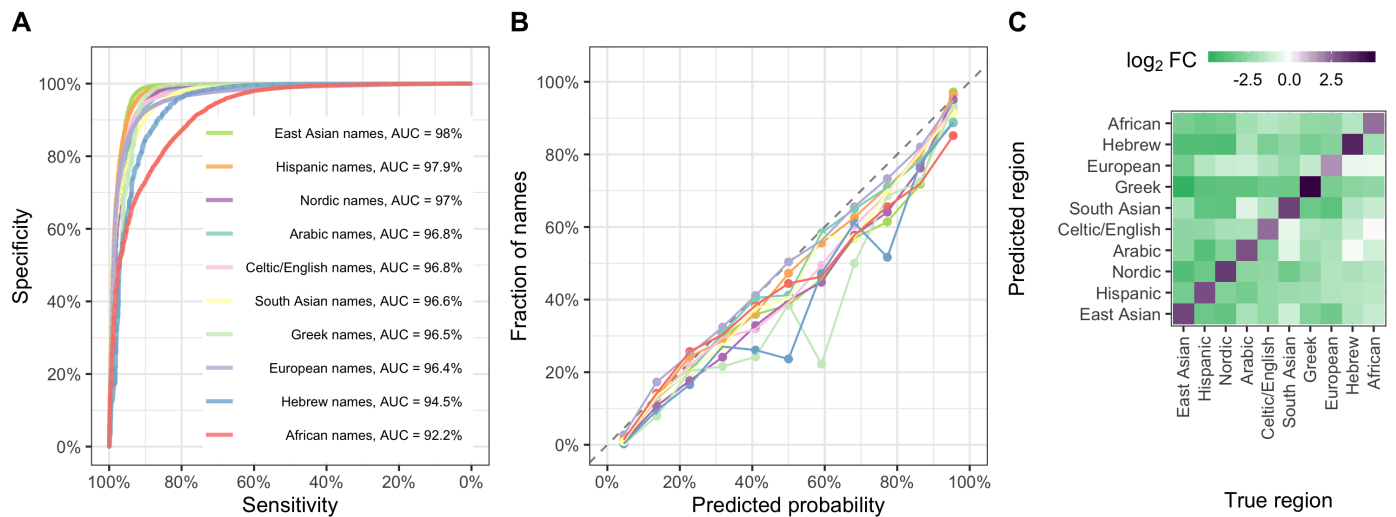 A
Specificity
100%
80%
60%
40%
20%
0%
East Asian names, AUC = 98%
Hispanic names, AUC = 97.9%
Nordic names, AUC = 97%
Arabic names, AUC = 96.8%
Celtic/English names, AUC = 96.8%
South Asian names, AUC = 96.6%
Greek names, AUC = 96.5%
European names, AUC = 96.4%
Hebrew names, AUC = 94.5%
African names, AUC = 92.2%
100% 80% 60% 40% 20% 0%
Sensitivity
B
Fraction of names
100%
80%
60%
40%
20%
0%
0% 20% 40% 60% 80% 100%
Predicted probability
C
log2 FC
-2.5 0.0 2.5
Predicted region
African
Hebrew
European
Greek
South Asian
Celtic/English
Arabic
Nordic
Hispanic
East Asian
East Asian
Hispanic
Nordic
Arabic
Celtic/English
South Asian
Greek
European
Hebrew
African
True region